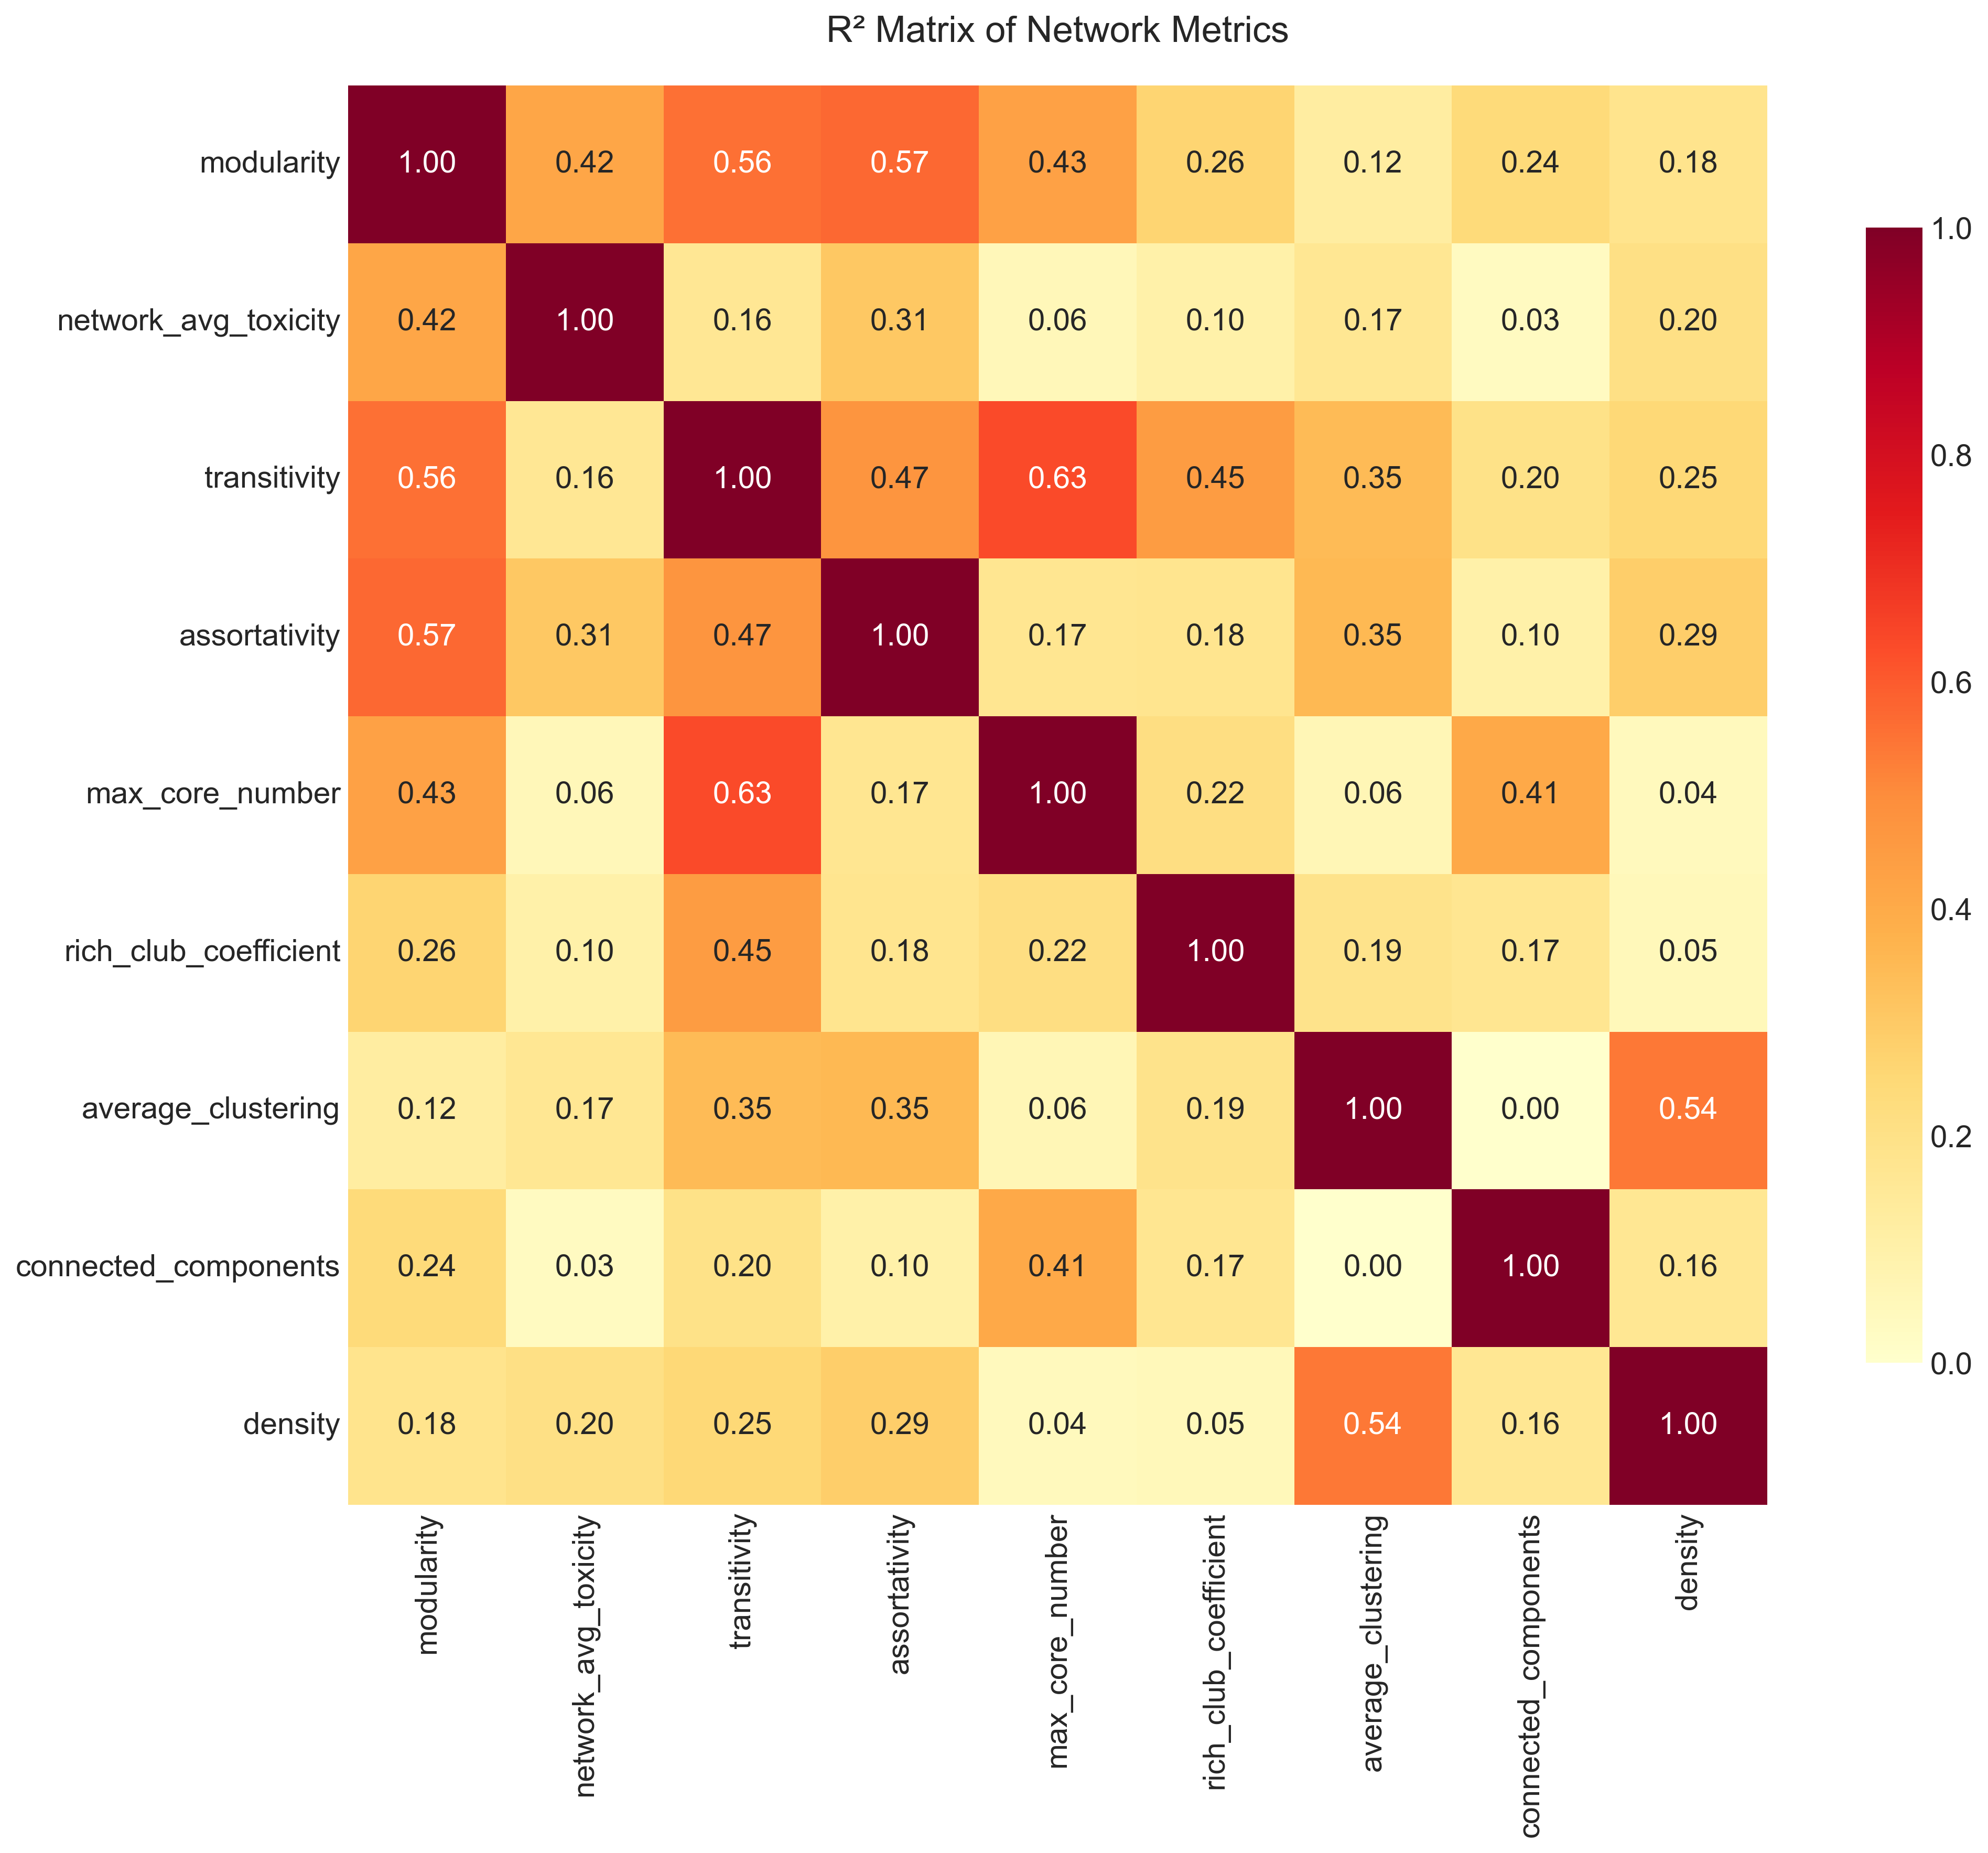 R² Matrix of Network Metrics
modularity 1.00 0.42 0.56 0.57 0.43 0.26 0.12 0.24 0.18
network_avg_toxicity 0.42 1.00 0.16 0.31 0.06 0.10 0.17 0.03 0.20
transitivity 0.56 0.16 1.00 0.47 0.63 0.45 0.35 0.20 0.25
assortativity 0.57 0.31 0.47 1.00 0.17 0.18 0.35 0.10 0.29
max_core_number 0.43 0.06 0.63 0.17 1.00 0.22 0.06 0.41 0.04
rich_club_coefficient 0.26 0.10 0.45 0.18 0.22 1.00 0.19 0.17 0.05
average_clustering 0.12 0.17 0.35 0.35 0.06 0.19 1.00 0.00 0.54
connected_components 0.24 0.03 0.20 0.10 0.41 0.17 0.00 1.00 0.16
density 0.18 0.20 0.25 0.29 0.04 0.05 0.54 0.16 1.00
modularity
network_avg_toxicity
transitivity
assortativity
max_core_number
rich_club_coefficient
average_clustering
connected_components
density
1.0
0.8
0.6
0.4
0.2
0.0